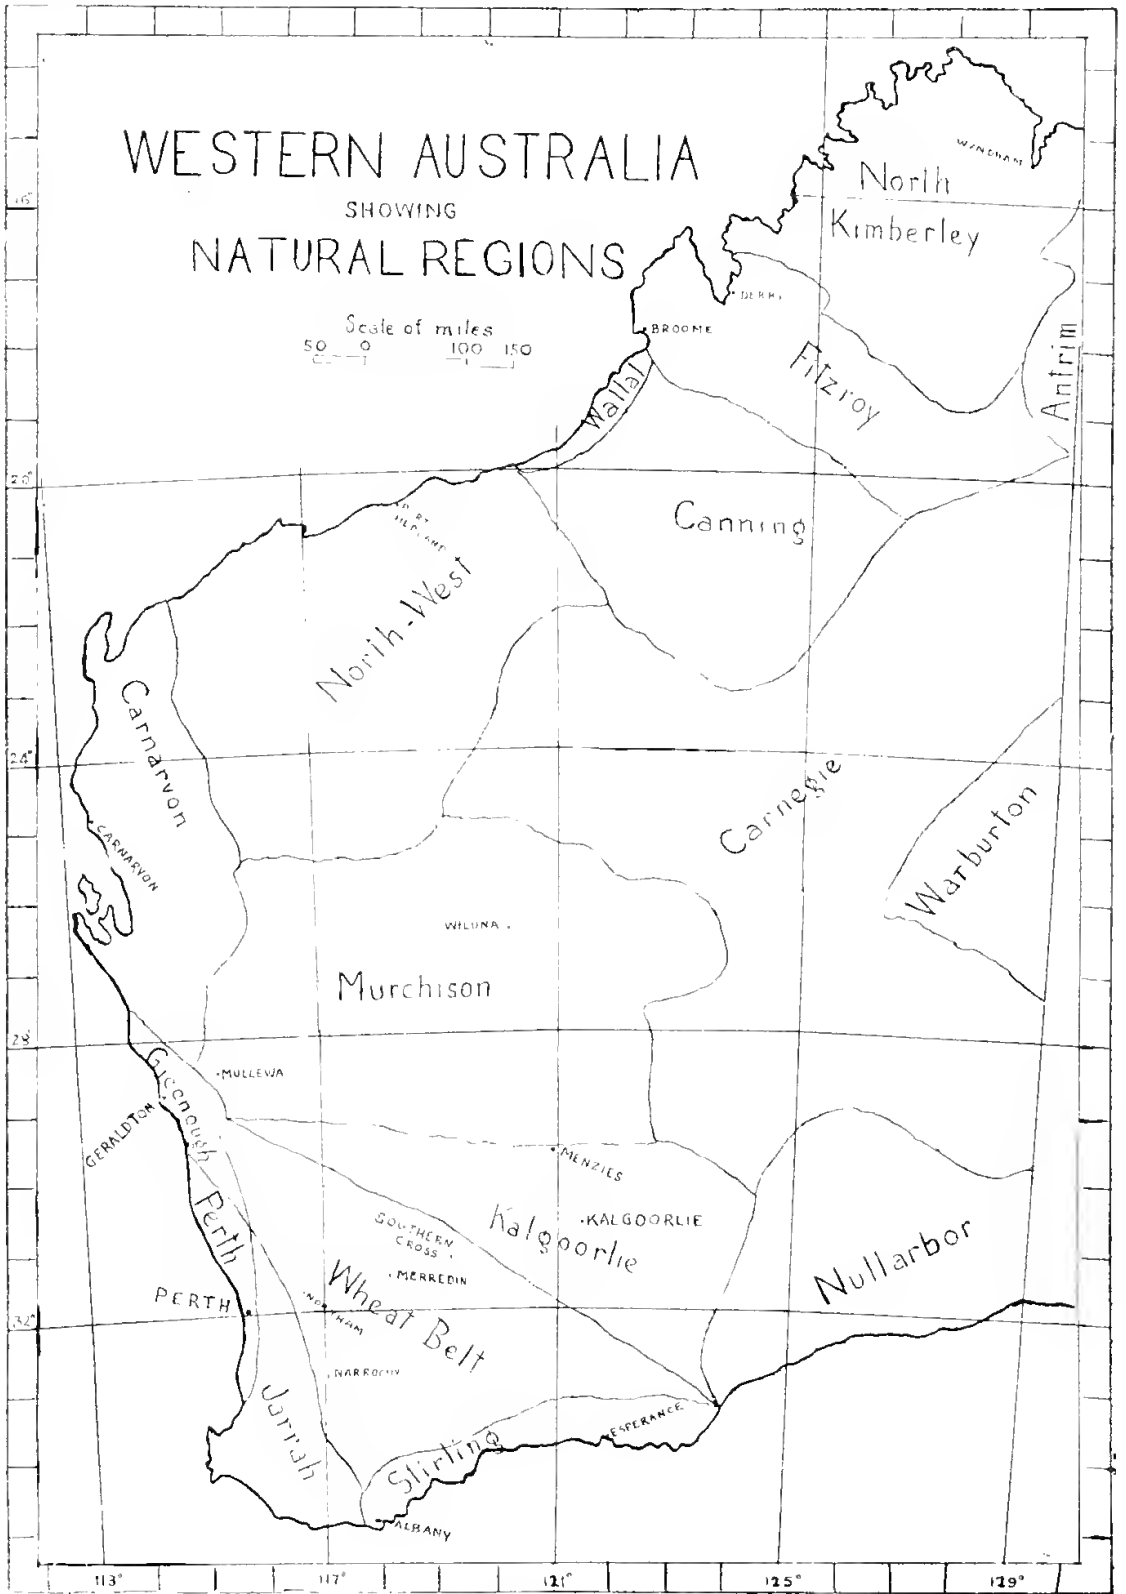 WESTERN AUSTRALIA
SHOWING
NATURAL REGIONS
Scale of miles
50 0 100 150
WYNDHAM
North
Kimberley
16°
DERBY
BROOME
Antrim
Fitzroy
Wallal
20°
PORT
HEDLAND
Canning
North-West
Carnarvon
24°
Carnegie
Warburton
CARNARVON
WILUNA
Murchison
28°
Greenough
MULLEWA
GERALDTON
MENZIES
Perth
Kalgoorlie
KALGOORLIE
SOUTHERN
CROSS
Nullarbor
MERREDIN
Wheat Belt
PERTH
NORTHAM
32°
NARROGIN
Jarrah
ESPERANCE
Stirling
ALBANY
113° 117° 121° 125° 129°